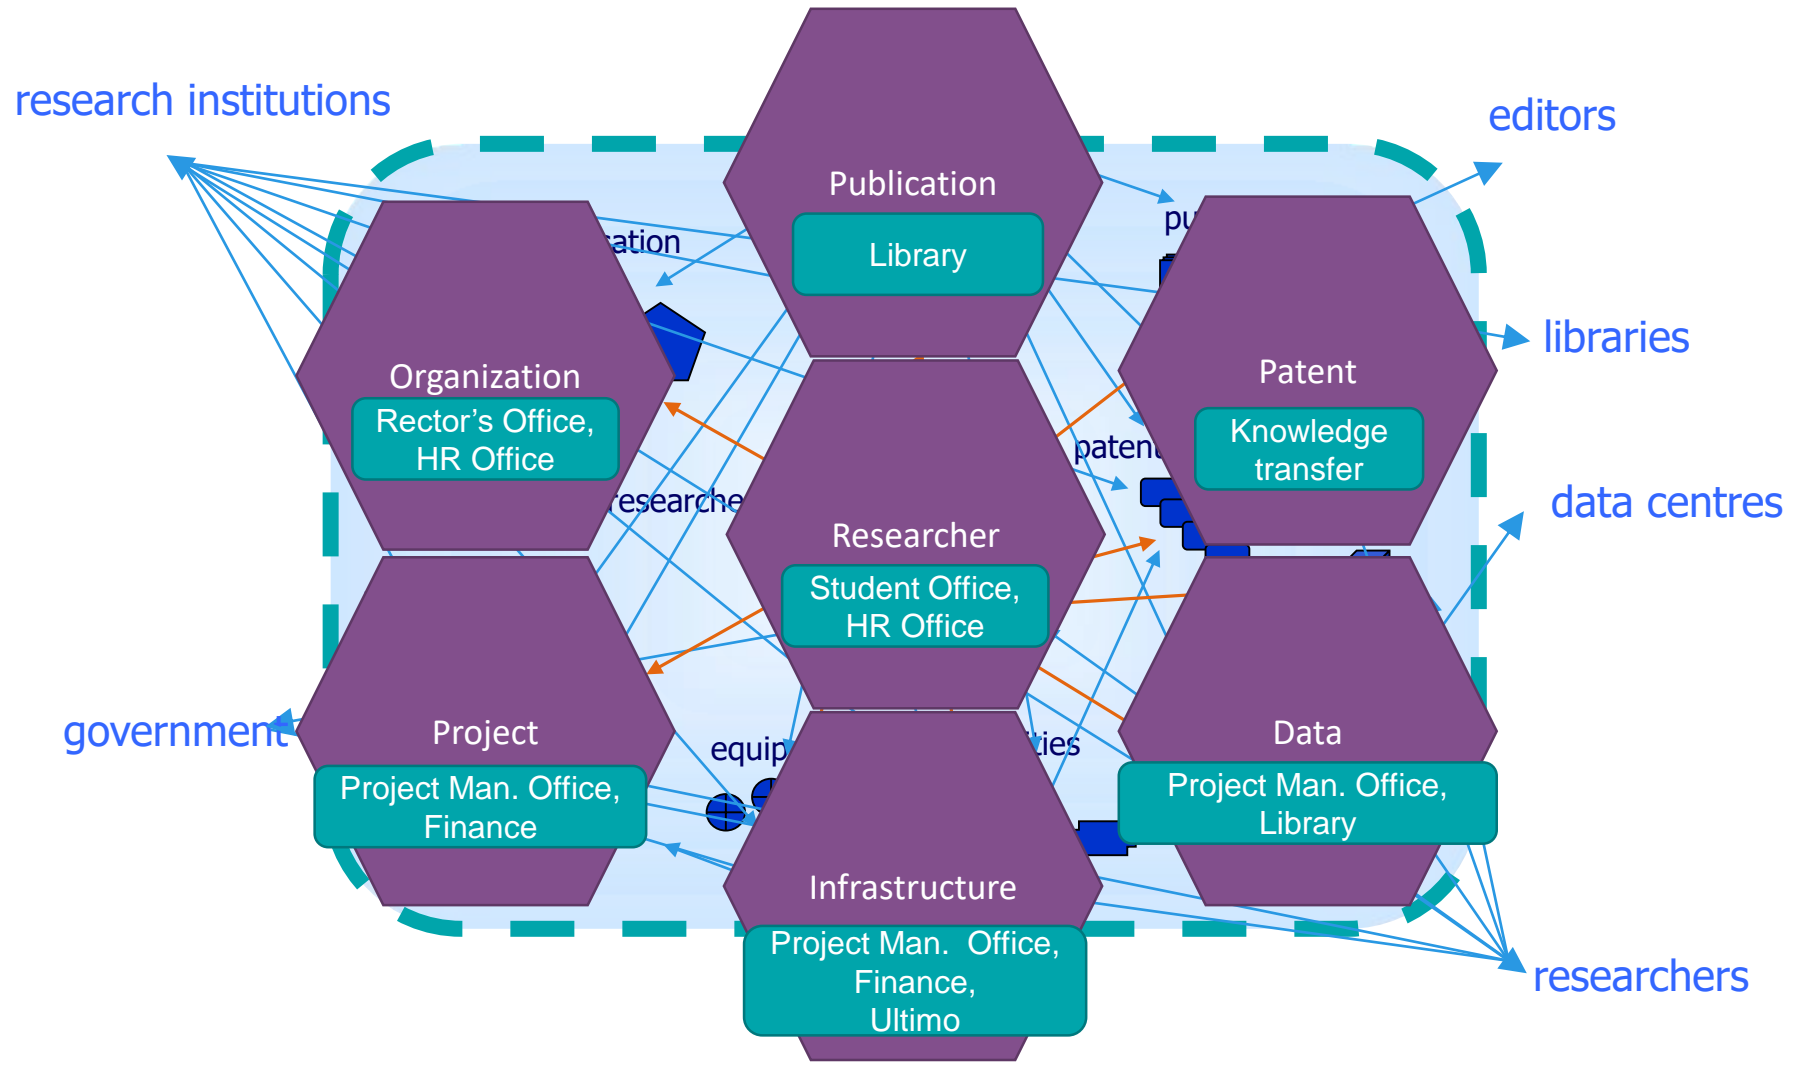 research institutions
editors
Publication
Library
libraries
Organization
Rector's Office,
HR Office
Patent
Knowledge
transfer
data centres
Researcher
Student Office,
HR Office
government
Project
Project Man. Office,
Finance
Data
Project Man. Office,
Library
Infrastructure
Project Man.  Office,
Finance,
Ultimo
researchers